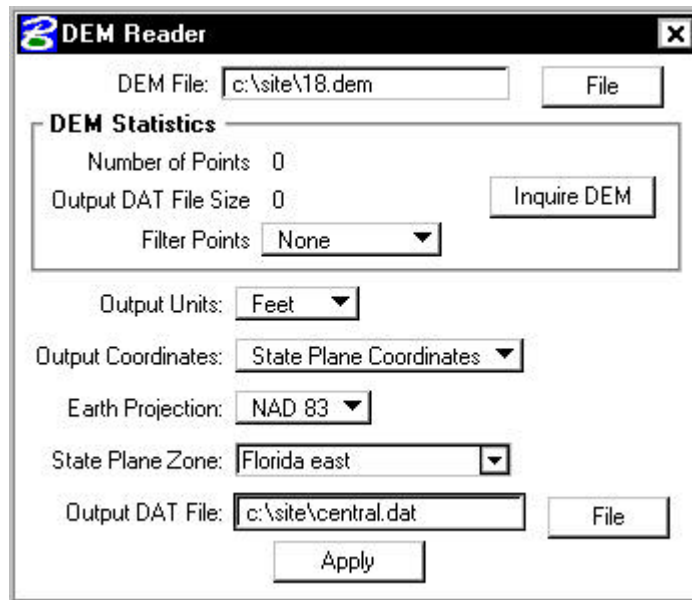 DEM Reader
DEM File: c:\site\18.dem File
DEM Statistics
Number of Points 0
Output DAT File Size 0 Inquire DEM
Filter Points None
Output Units: Feet
Output Coordinates: State Plane Coordinates
Earth Projection: NAD 83
State Plane Zone: Florida east
Output DAT File: c:\site\central.dat File
Apply